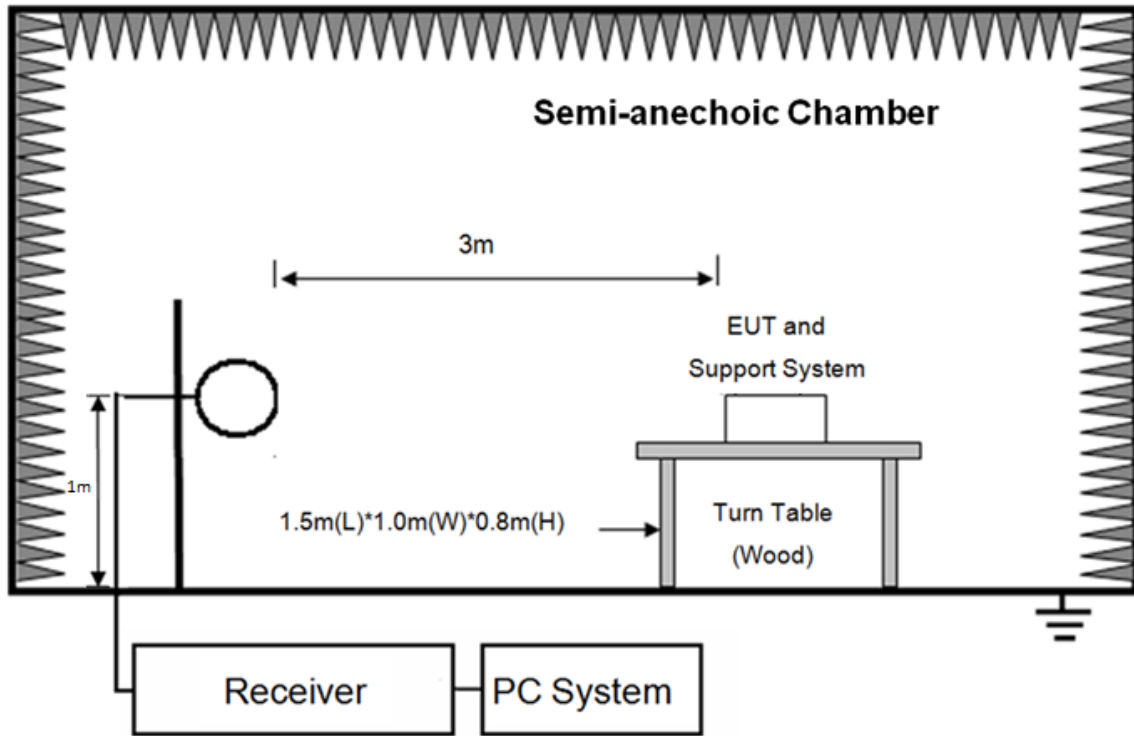 Semi-anechoic Chamber
3m
EUT and
Support System
1m
1.5m(L)*1.0m(W)*0.8m(H)
Turn Table
(Wood)
Receiver
PC System